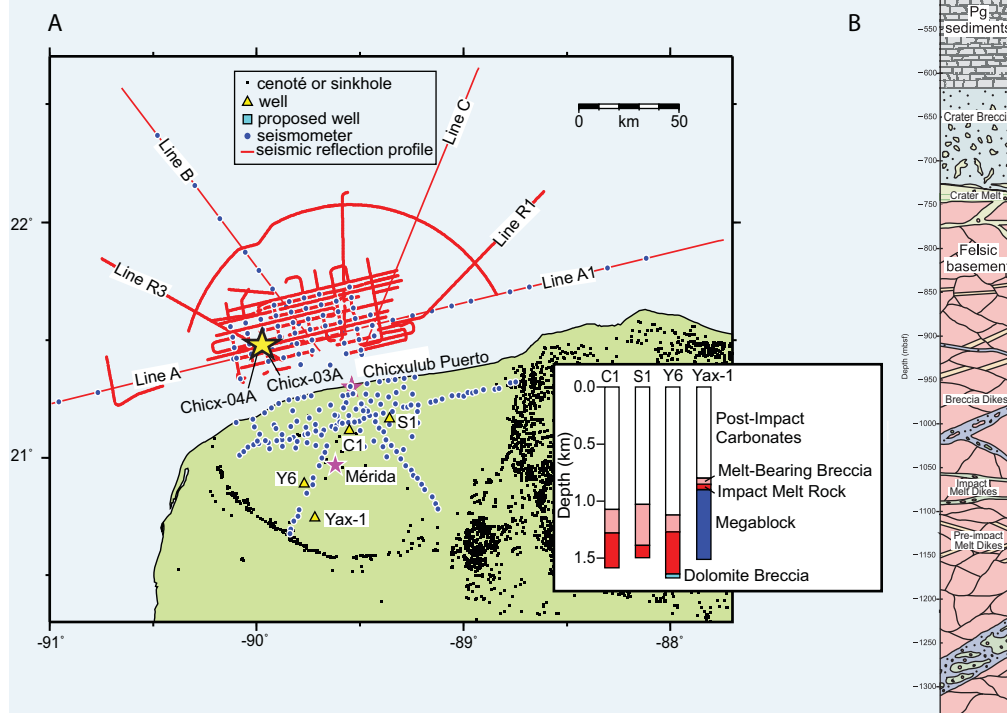 A
cenoté or sinkhole
well
proposed well
seismometer
seismic reflection profile
0 km 50
Line B
Line C
Line R1
Line R3
Line A1
Line A
Chicx-03A
Chicx-04A
Chicxulub Puerto
S1
C1
Mérida
Y6
Yax-1
22°
21°
-91°
-90°
-89°
-88°
C1 S1 Y6 Yax-1
Depth (km)
0.0
0.5
1.0
1.5
Post-Impact
Carbonates
Melt-Bearing Breccia
Impact Melt Rock
Megablock
Dolomite Breccia
B
Depth (mbsf)
-550
-600
-650
-700
-750
-800
-850
-900
-950
-1000
-1050
-1100
-1150
-1200
-1250
-1300
Pg
sediments
Crater Breccia
Crater Melt
Felsic
basement
Breccia Dikes
Impact
Melt Dikes
Pre-impact
Melt Dikes